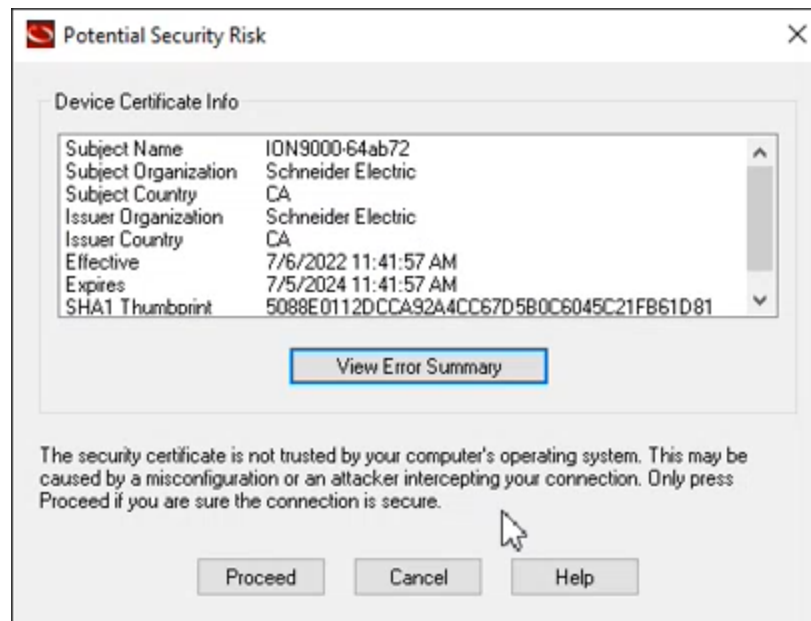 Potential Security Risk
Device Certificate Info
Subject Name ION9000-64ab72
Subject Organization Schneider Electric
Subject Country CA
Issuer Organization Schneider Electric
Issuer Country CA
Effective 7/6/2022 11:41:57 AM
Expires 7/5/2024 11:41:57 AM
SHA1 Thumbprint 5088E0112DCCA92A4CC67D5B0C6045C21FB61D81
View Error Summary
The security certificate is not trusted by your computer's operating system. This may be
caused by a misconfiguration or an attacker intercepting your connection. Only press
Proceed if you are sure the connection is secure.
Proceed Cancel Help